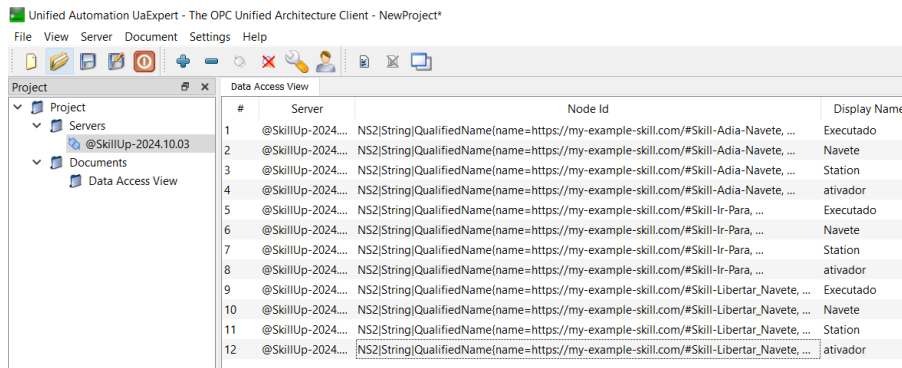 Unified Automation UaExpert - The OPC Unified Architecture Client - NewProject*
File View Server Document Settings Help
Project
Data Access View
Project
Servers
@SkillUp-2024.10.03
Documents
Data Access View
# Server Node Id Display Name
1 @SkillUp-2024.... NS2|String|QualifiedName{name=https://my-example-skill.com/#Skill-Adia-Navete, ... Executado
2 @SkillUp-2024.... NS2|String|QualifiedName{name=https://my-example-skill.com/#Skill-Adia-Navete, ... Navete
3 @SkillUp-2024.... NS2|String|QualifiedName{name=https://my-example-skill.com/#Skill-Adia-Navete, ... Station
4 @SkillUp-2024.... NS2|String|QualifiedName{name=https://my-example-skill.com/#Skill-Adia-Navete, ... ativador
5 @SkillUp-2024.... NS2|String|QualifiedName{name=https://my-example-skill.com/#Skill-Ir-Para, ... Executado
6 @SkillUp-2024.... NS2|String|QualifiedName{name=https://my-example-skill.com/#Skill-Ir-Para, ... Navete
7 @SkillUp-2024.... NS2|String|QualifiedName{name=https://my-example-skill.com/#Skill-Ir-Para, ... Station
8 @SkillUp-2024.... NS2|String|QualifiedName{name=https://my-example-skill.com/#Skill-Ir-Para, ... ativador
9 @SkillUp-2024.... NS2|String|QualifiedName{name=https://my-example-skill.com/#Skill-Libertar_Navete, ... Executado
10 @SkillUp-2024.... NS2|String|QualifiedName{name=https://my-example-skill.com/#Skill-Libertar_Navete, ... Navete
11 @SkillUp-2024.... NS2|String|QualifiedName{name=https://my-example-skill.com/#Skill-Libertar_Navete, ... Station
12 @SkillUp-2024.... NS2|String|QualifiedName{name=https://my-example-skill.com/#Skill-Libertar_Navete, ... ativador